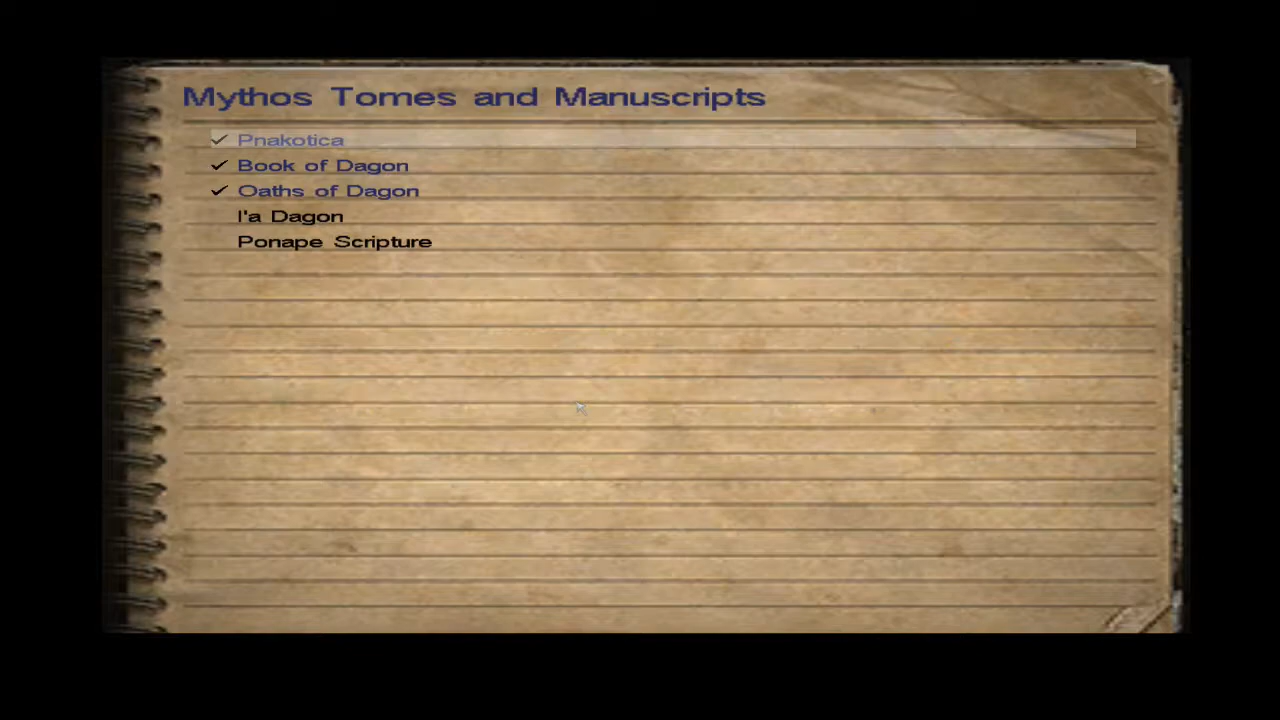 Mythos Tomes and Manuscripts
✓ Pnakotica
✓ Book of Dagon
✓ Oaths of Dagon
I'a Dagon
Ponape Scripture